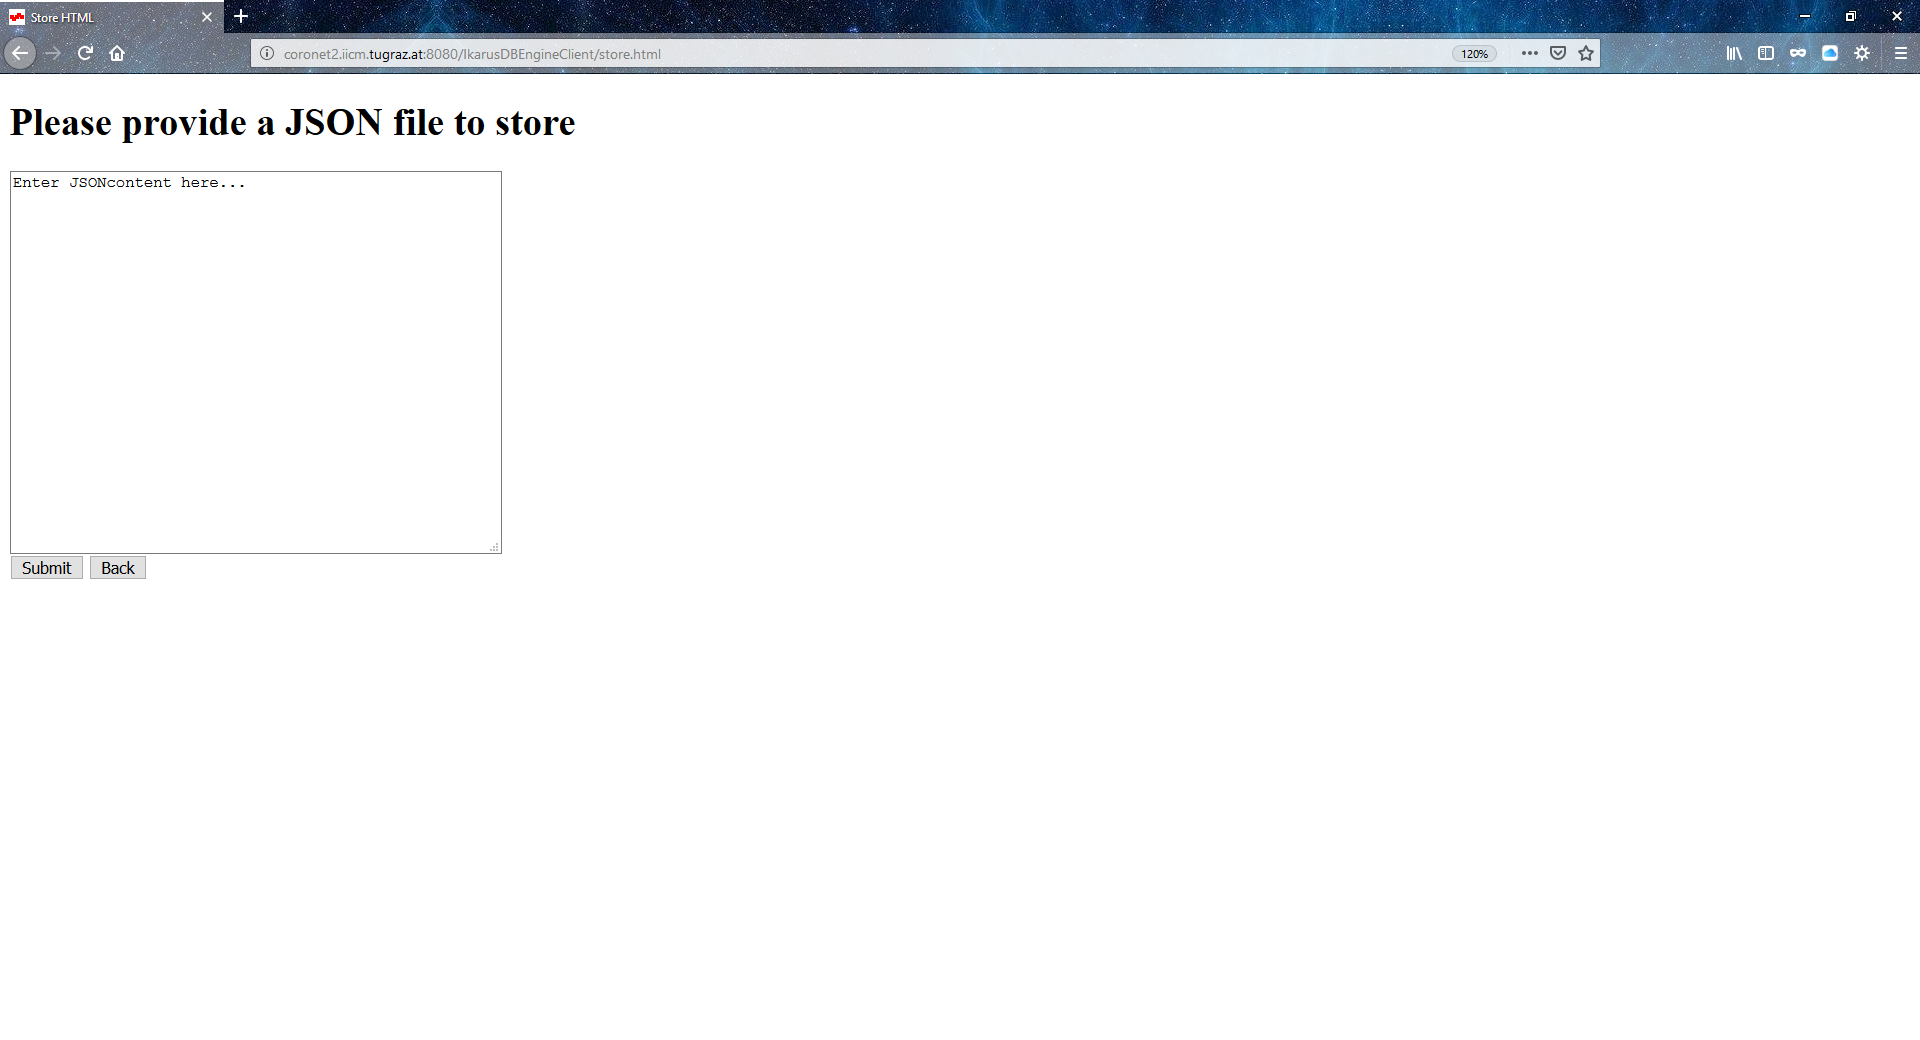 Store HTML
coronet2.iicm.tugraz.at:8080/IkarusDBEngineClient/store.html
120%
Please provide a JSON file to store
Enter JSONcontent here...
Submit Back